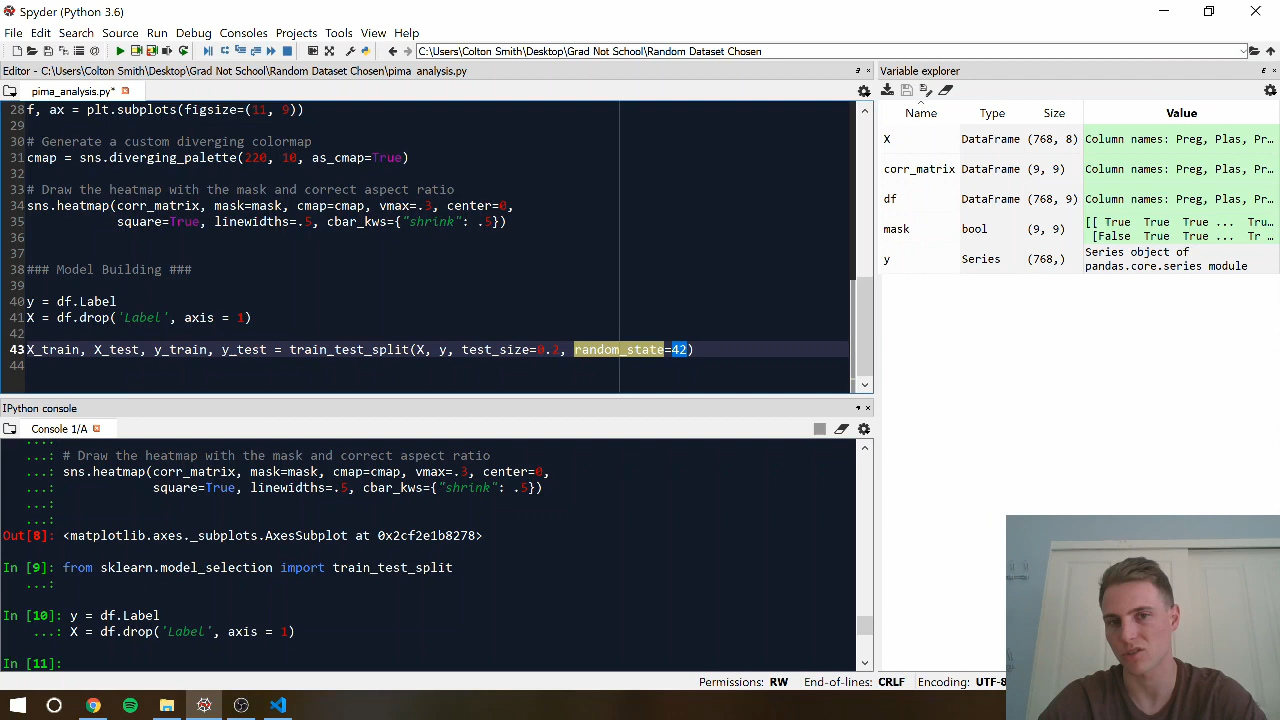 Spyder (Python 3.6)
File Edit Search Source Run Debug Consoles Projects Tools View Help
C:\Users\Colton Smith\Desktop\Grad Not School\Random Dataset Chosen
Editor - C:\Users\Colton Smith\Desktop\Grad Not School\Random Dataset Chosen\pima_analysis.py
pima_analysis.py*
28 f, ax = plt.subplots(figsize=(11, 9))
29
30 # Generate a custom diverging colormap
31 cmap = sns.diverging_palette(220, 10, as_cmap=True)
32
33 # Draw the heatmap with the mask and correct aspect ratio
34 sns.heatmap(corr_matrix, mask=mask, cmap=cmap, vmax=.3, center=0,
35 square=True, linewidths=.5, cbar_kws={"shrink": .5})
36
37
38 ### Model Building ###
39
40 y = df.Label
41 X = df.drop('Label', axis = 1)
42
43 X_train, X_test, y_train, y_test = train_test_split(X, y, test_size=0.2, random_state=42)
44
IPython console
Console 1/A
...:
...: # Draw the heatmap with the mask and correct aspect ratio
...: sns.heatmap(corr_matrix, mask=mask, cmap=cmap, vmax=.3, center=0,
...: square=True, linewidths=.5, cbar_kws={"shrink": .5})
...:
...:
Out[8]: <matplotlib.axes._subplots.AxesSubplot at 0x2cf2e1b8278>
In [9]: from sklearn.model_selection import train_test_split
...:
In [10]: y = df.Label
...: X = df.drop('Label', axis = 1)
In [11]:
Variable explorer
Name Type Size Value
X DataFrame (768, 8) Column names: Preg, Plas, Pr…
corr_matrix DataFrame (9, 9) Column names: Preg, Plas, Pr…
df DataFrame (768, 9) Column names: Preg, Plas, Pr…
mask bool (9, 9) [[ True True True ... Tru…
[False True True ... Tr…
y Series (768,) Series object of
pandas.core.series module
Permissions: RW End-of-lines: CRLF Encoding: UTF-8